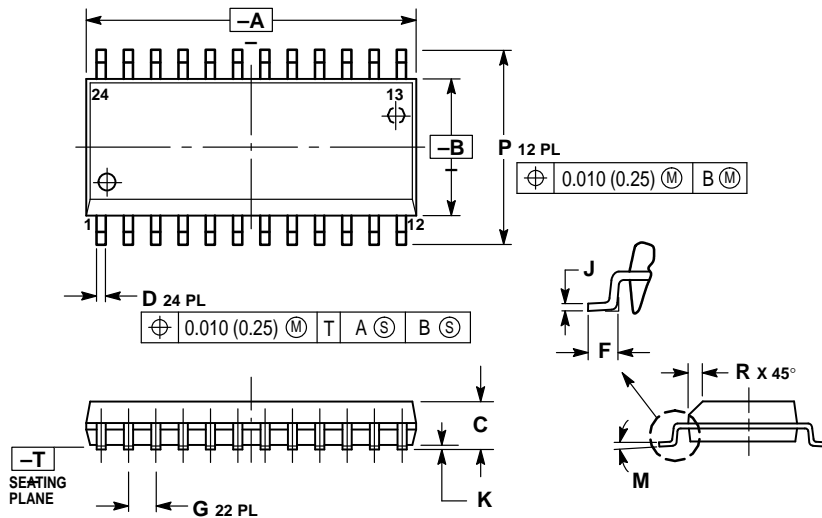 –A–
24
13
–B–
P 12 PL
⌖ 0.010 (0.25) Ⓜ B Ⓜ
1
12
J
D 24 PL
⌖ 0.010 (0.25) Ⓜ T A Ⓢ B Ⓢ
F
R X 45°
C
–T–
SEATING
PLANE
M
K
G 22 PL